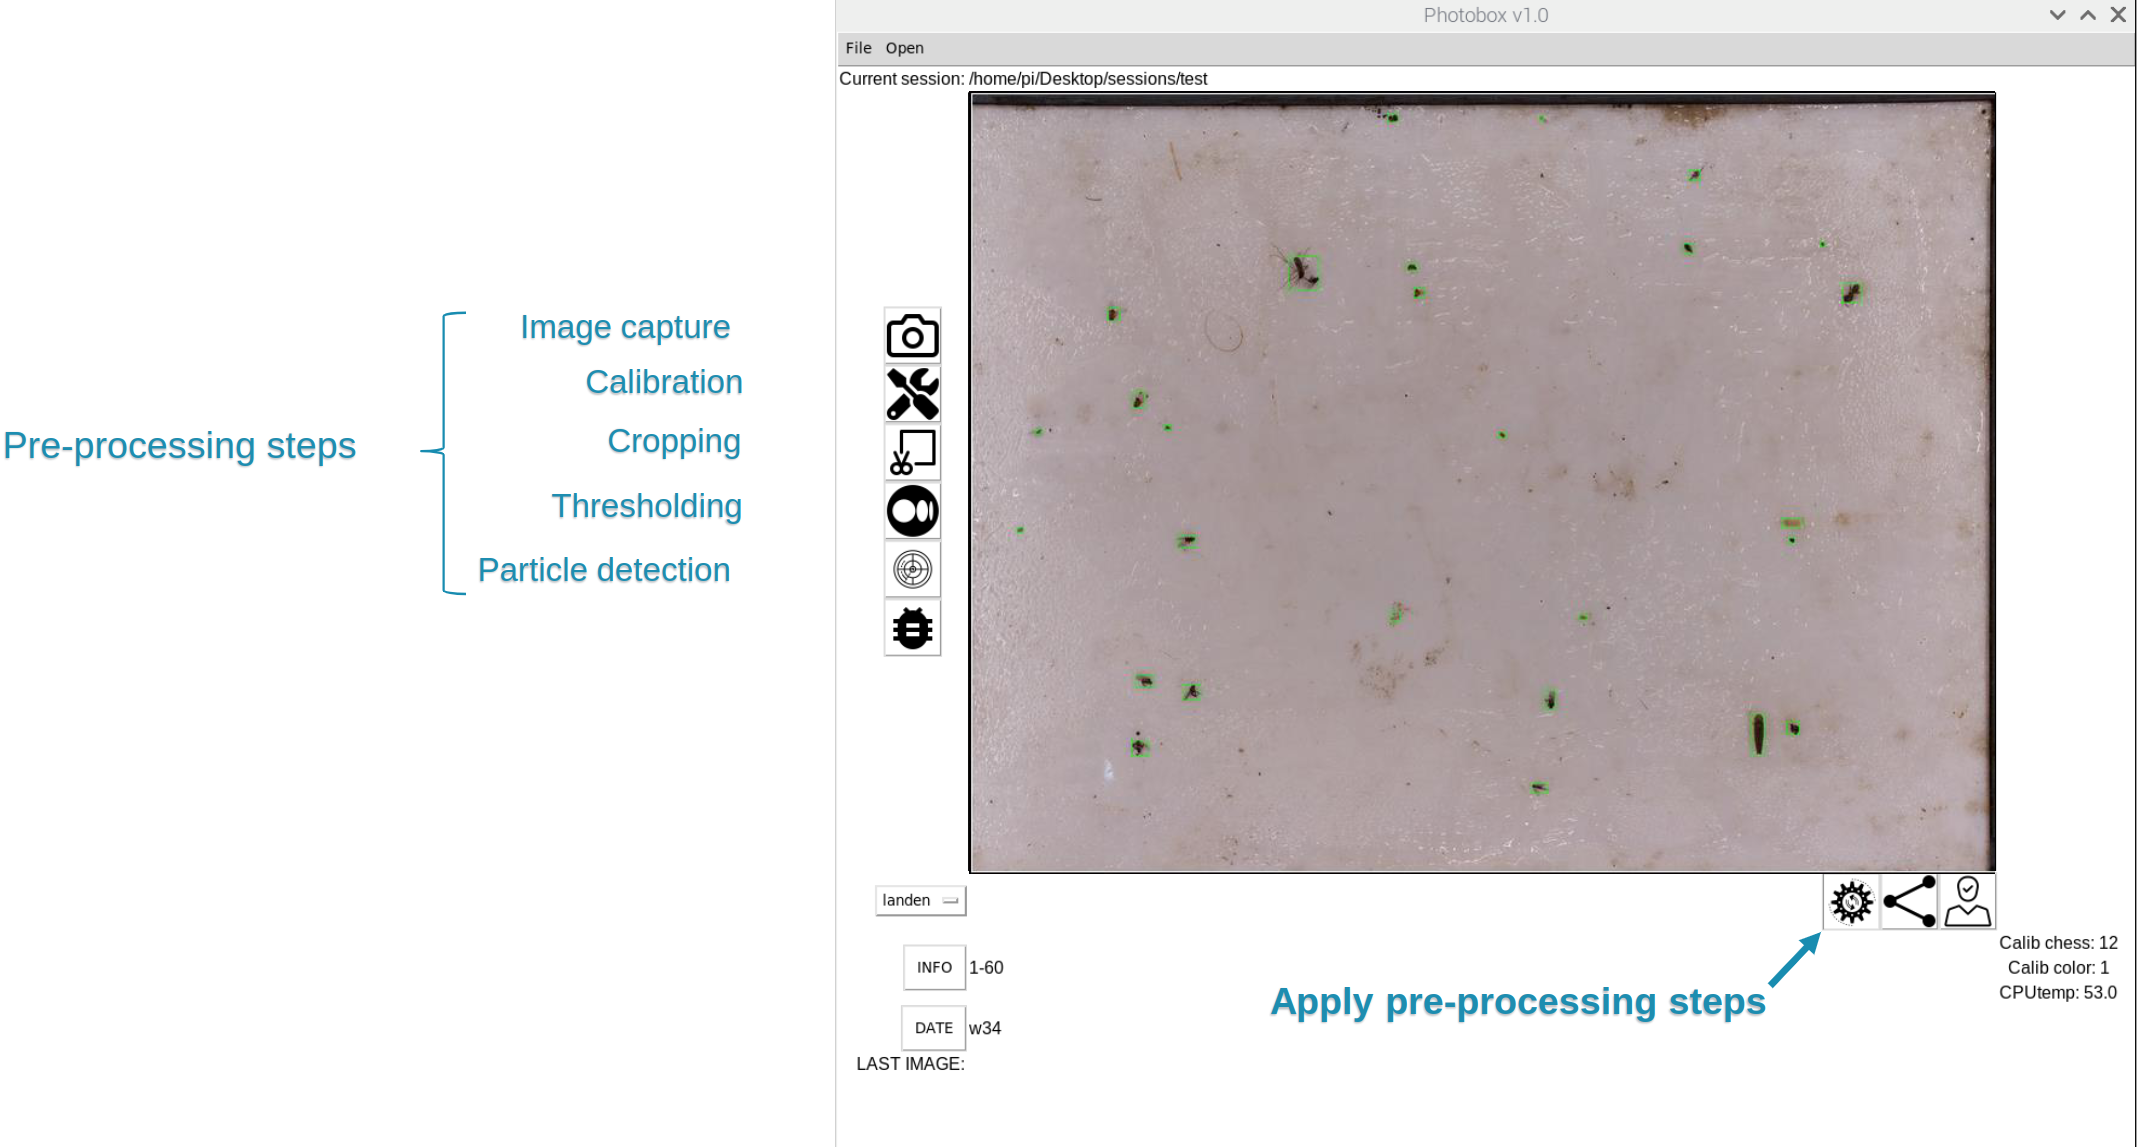 Photobox v1.0
File Open
Current session: /home/pi/Desktop/sessions/test
Pre-processing steps
Image capture
Calibration
Cropping
Thresholding
Particle detection
landen
INFO 1-60
DATE w34
LAST IMAGE:
Apply pre-processing steps
Calib chess: 12
Calib color: 1
CPUtemp: 53.0